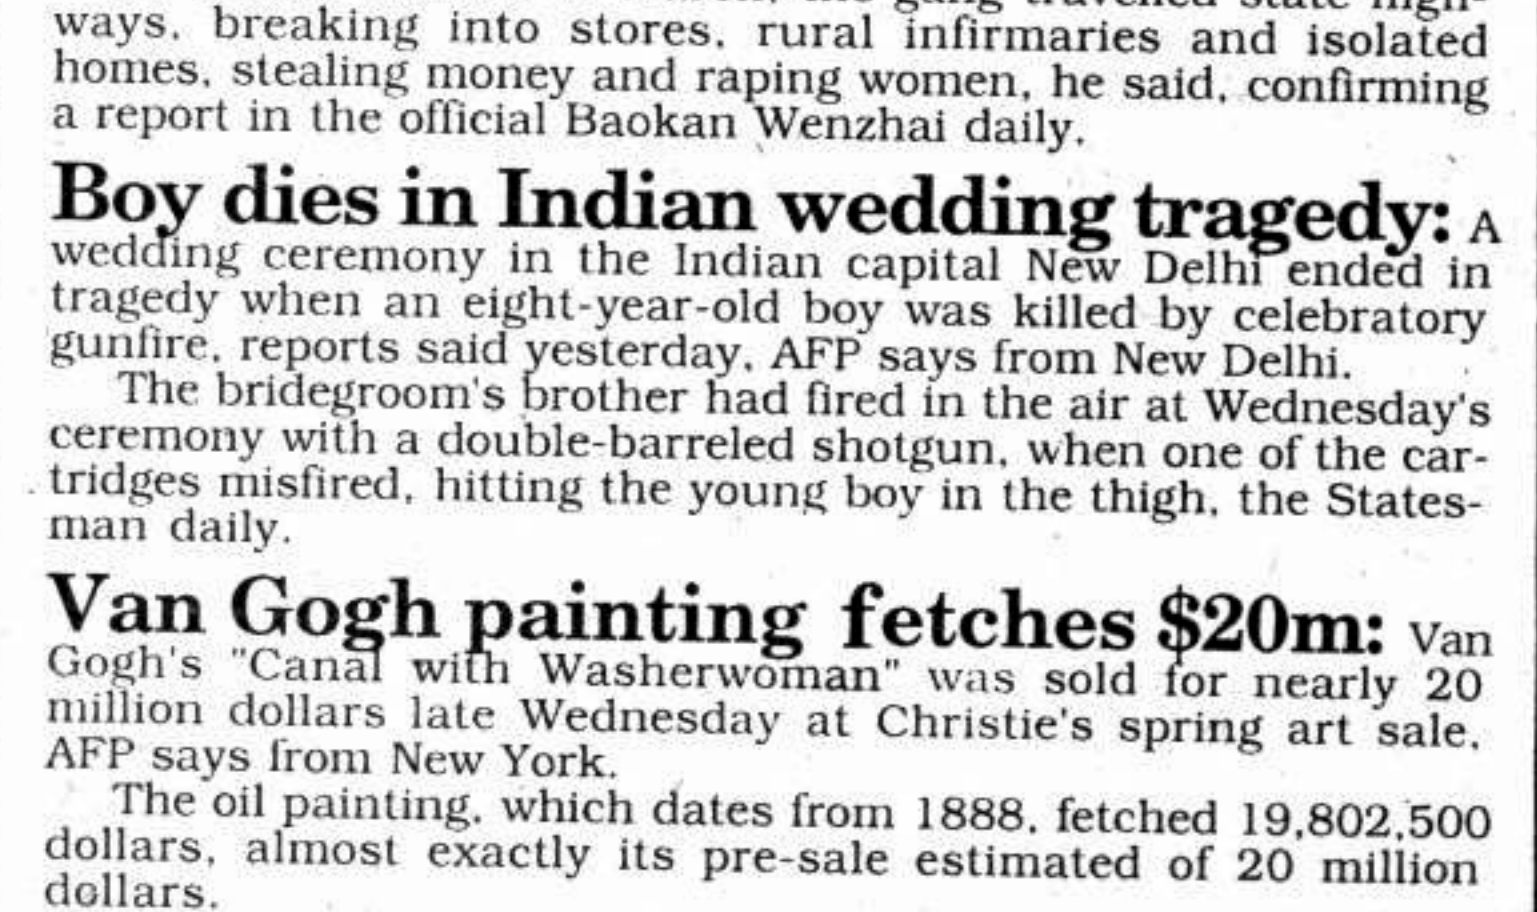 gang travelled state high-
ways, breaking into stores, rural infirmaries and isolated
homes, stealing money and raping women, he said, confirming
a report in the official Baokan Wenzhai daily.
Boy dies in Indian wedding tragedy: A
wedding ceremony in the Indian capital New Delhi ended in
tragedy when an eight-year-old boy was killed by celebratory
gunfire, reports said yesterday, AFP says from New Delhi.
The bridegroom's brother had fired in the air at Wednesday's
ceremony with a double-barreled shotgun, when one of the car-
tridges misfired, hitting the young boy in the thigh, the States-
man daily.
Van Gogh painting fetches $20m: Van
Gogh's "Canal with Washerwoman" was sold for nearly 20
million dollars late Wednesday at Christie's spring art sale,
AFP says from New York.
The oil painting, which dates from 1888, fetched 19,802,500
dollars, almost exactly its pre-sale estimated of 20 million
dollars.